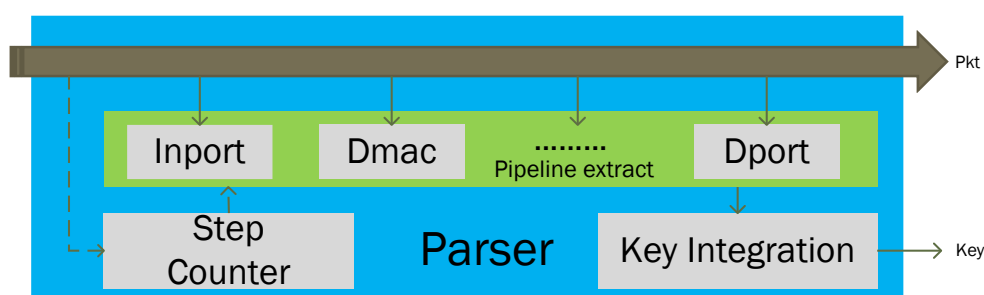 Pkt
Inport
Dmac
.........
Pipeline extract
Dport
Step
Counter
Parser
Key Integration
Key